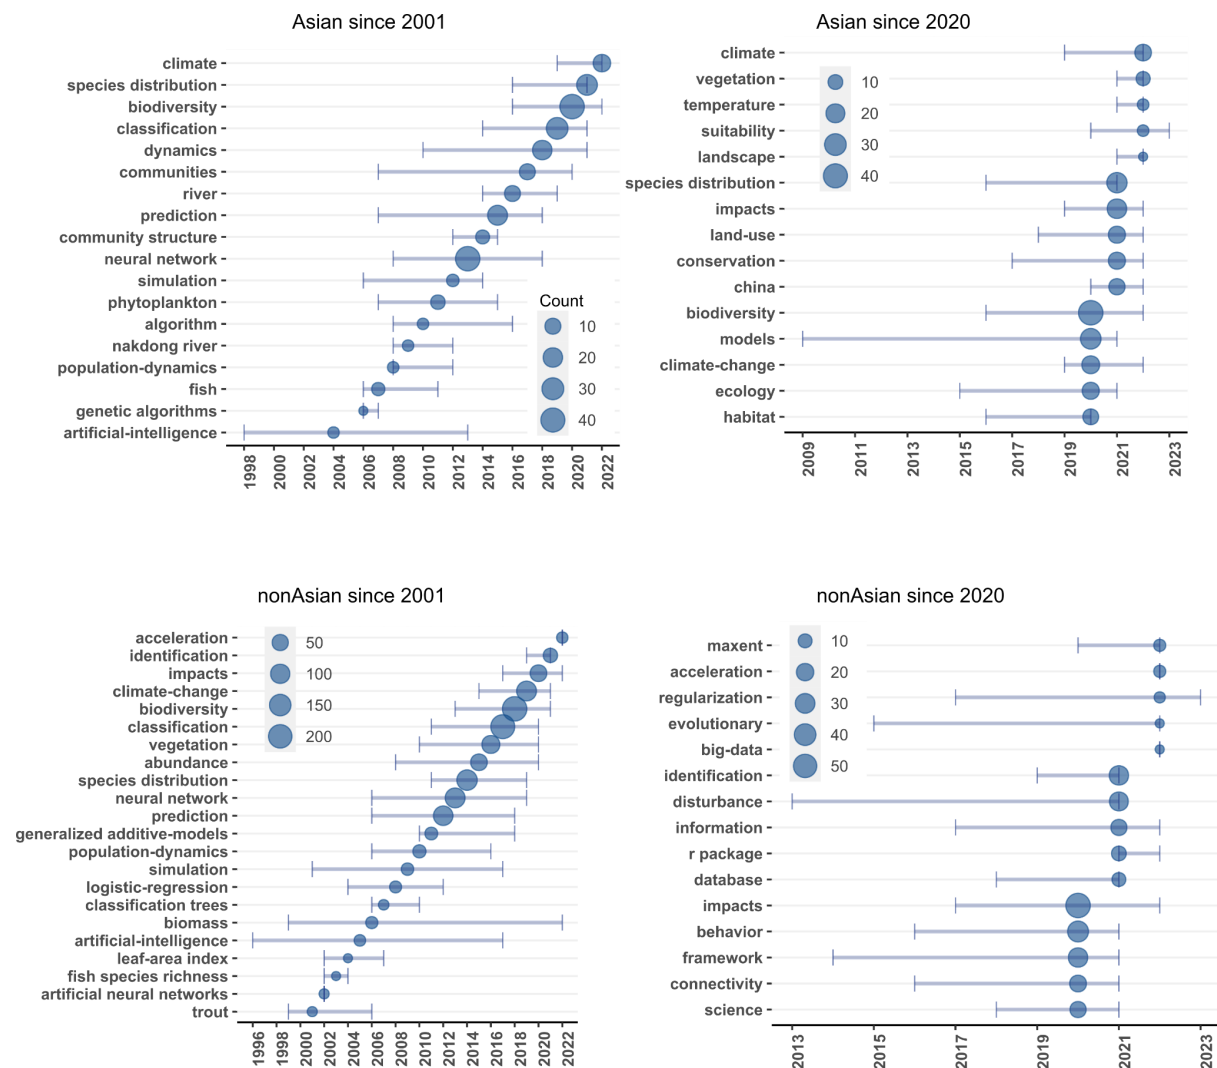 Asian since 2001
climate
species distribution
biodiversity
classification
dynamics
communities
river
prediction
community structure
neural network
simulation
phytoplankton
algorithm
nakdong river
population-dynamics
fish
genetic algorithms
artificial-intelligence
Count
10
20
30
40
1998
2000
2002
2004
2006
2008
2010
2012
2014
2016
2018
2020
2022
Asian since 2020
climate
vegetation
temperature
suitability
landscape
species distribution
impacts
land-use
conservation
china
biodiversity
models
climate-change
ecology
habitat
10
20
30
40
2009
2011
2013
2015
2017
2019
2021
2023
nonAsian since 2001
acceleration
identification
impacts
climate-change
biodiversity
classification
vegetation
abundance
species distribution
neural network
prediction
generalized additive-models
population-dynamics
simulation
logistic-regression
classification trees
biomass
artificial-intelligence
leaf-area index
fish species richness
artificial neural networks
trout
50
100
150
200
1996
1998
2000
2002
2004
2006
2008
2010
2012
2014
2016
2018
2020
2022
nonAsian since 2020
maxent
acceleration
regularization
evolutionary
big-data
identification
disturbance
information
r package
database
impacts
behavior
framework
connectivity
science
10
20
30
40
50
2013
2015
2017
2019
2021
2023